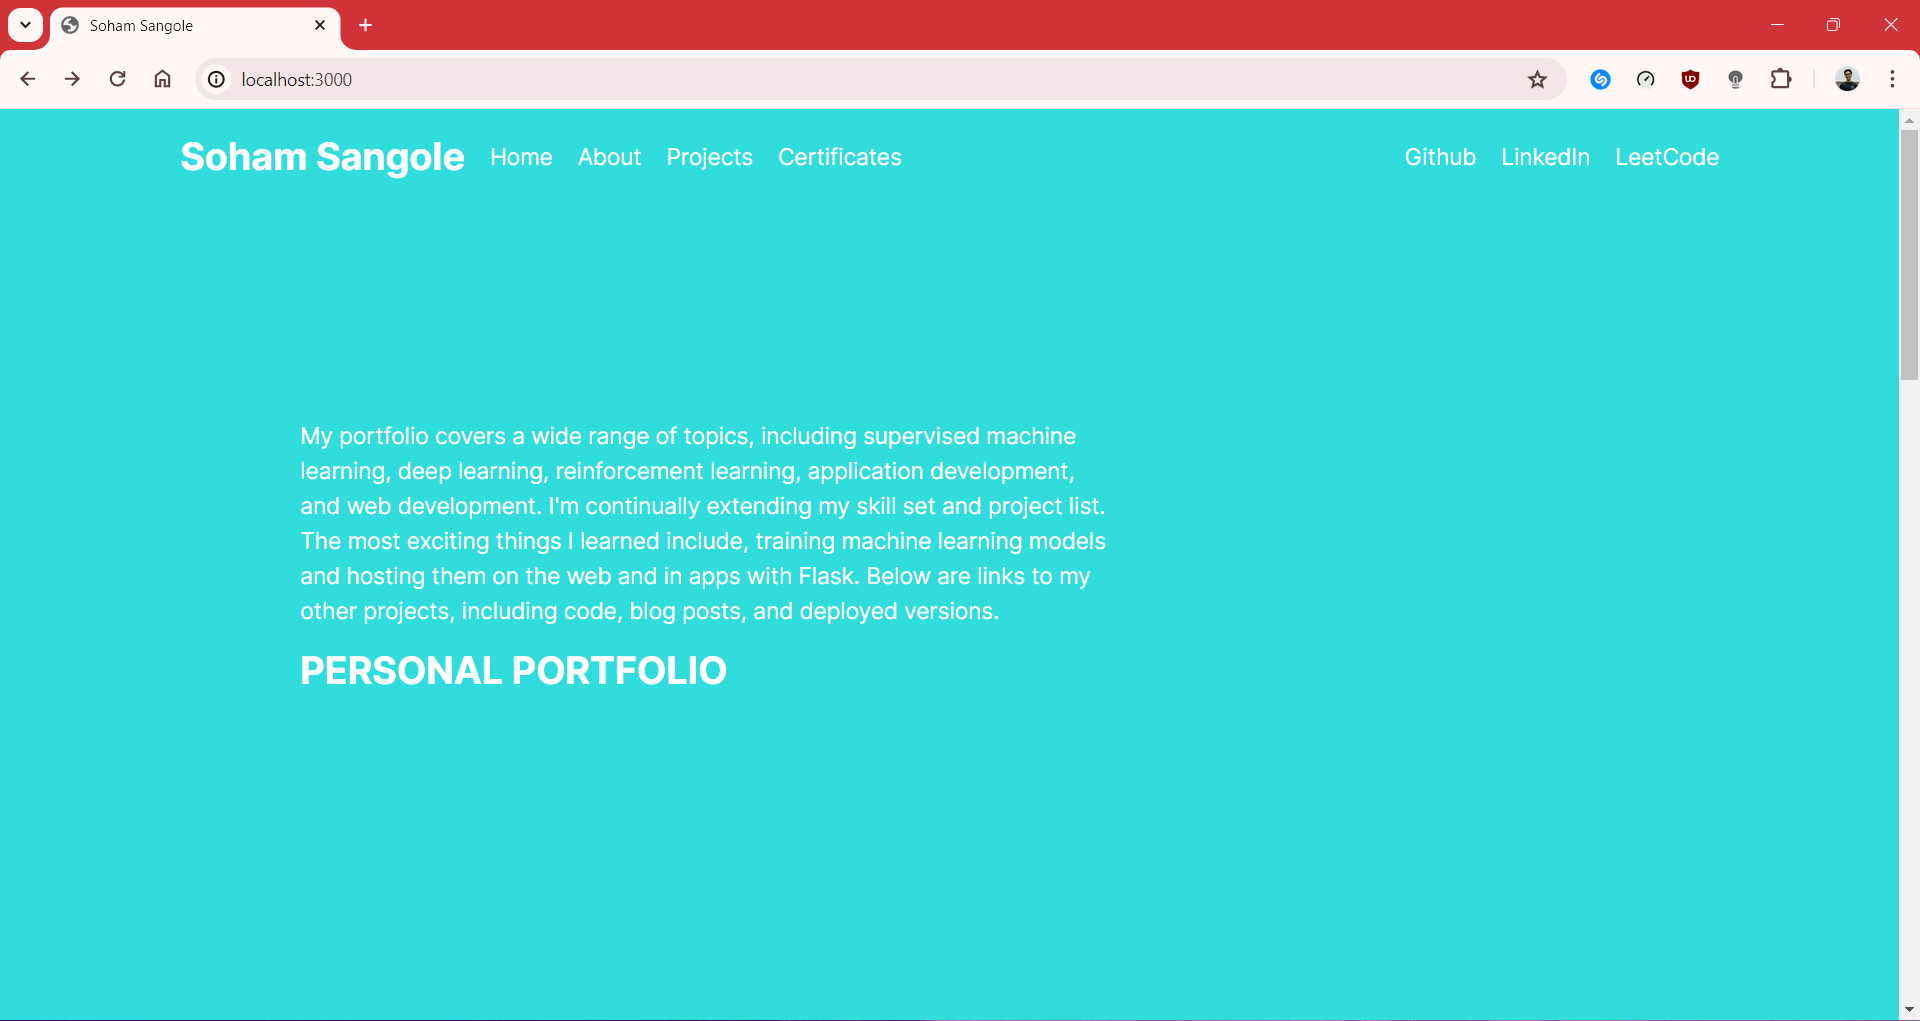 Soham Sangole
localhost:3000
Soham Sangole Home About Projects Certificates Github LinkedIn LeetCode
My portfolio covers a wide range of topics, including supervised machine
learning, deep learning, reinforcement learning, application development,
and web development. I'm continually extending my skill set and project list.
The most exciting things I learned include, training machine learning models
and hosting them on the web and in apps with Flask. Below are links to my
other projects, including code, blog posts, and deployed versions.
PERSONAL PORTFOLIO